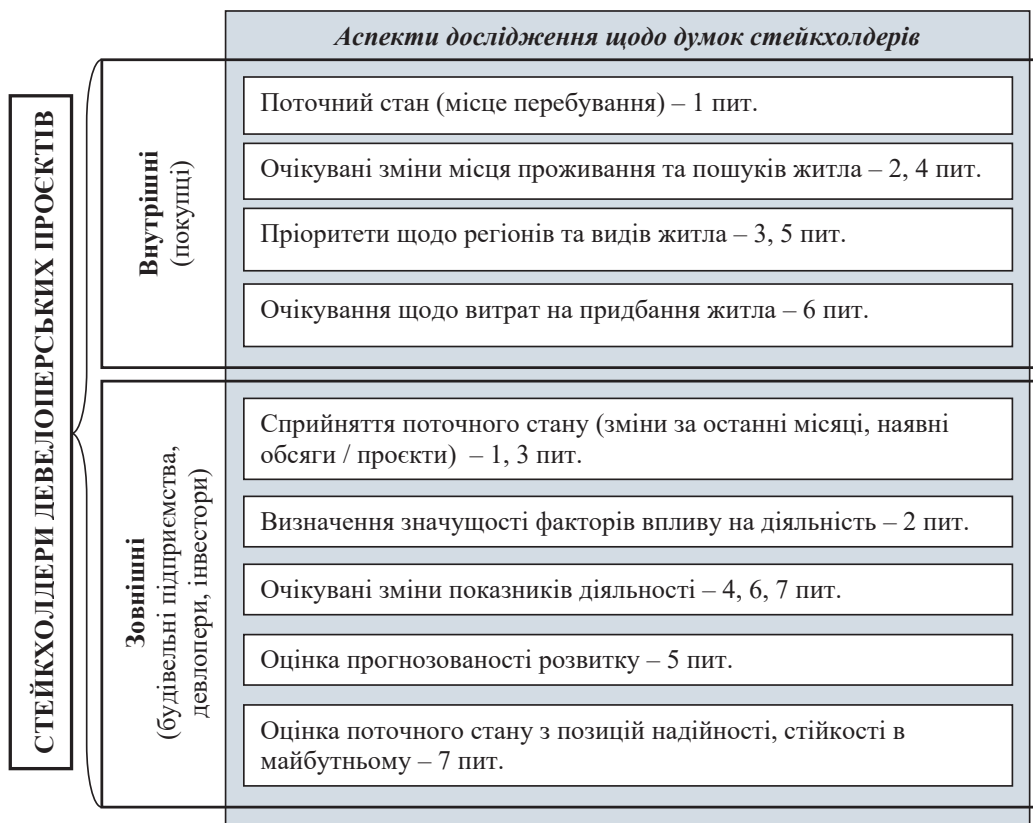 Аспекти дослідження щодо думок стейкхолдерів
СТЕЙКХОЛДЕРИ ДЕВЕЛОПЕРСЬКИХ ПРОЄКТІВ
Внутрішні
(покупці)
Поточний стан (місце перебування) – 1 пит.
Очікувані зміни місця проживання та пошуків житла – 2, 4 пит.
Пріоритети щодо регіонів та видів житла – 3, 5 пит.
Очікування щодо витрат на придбання житла – 6 пит.
Зовнішні
(будівельні підприємства,
девлопери, інвестори)
Сприйняття поточного стану (зміни за останні місяці, наявні
обсяги / проєкти) – 1, 3 пит.
Визначення значущості факторів впливу на діяльність – 2 пит.
Очікувані зміни показників діяльності – 4, 6, 7 пит.
Оцінка прогнозованості розвитку – 5 пит.
Оцінка поточного стану з позицій надійності, стійкості в
майбутньому – 7 пит.